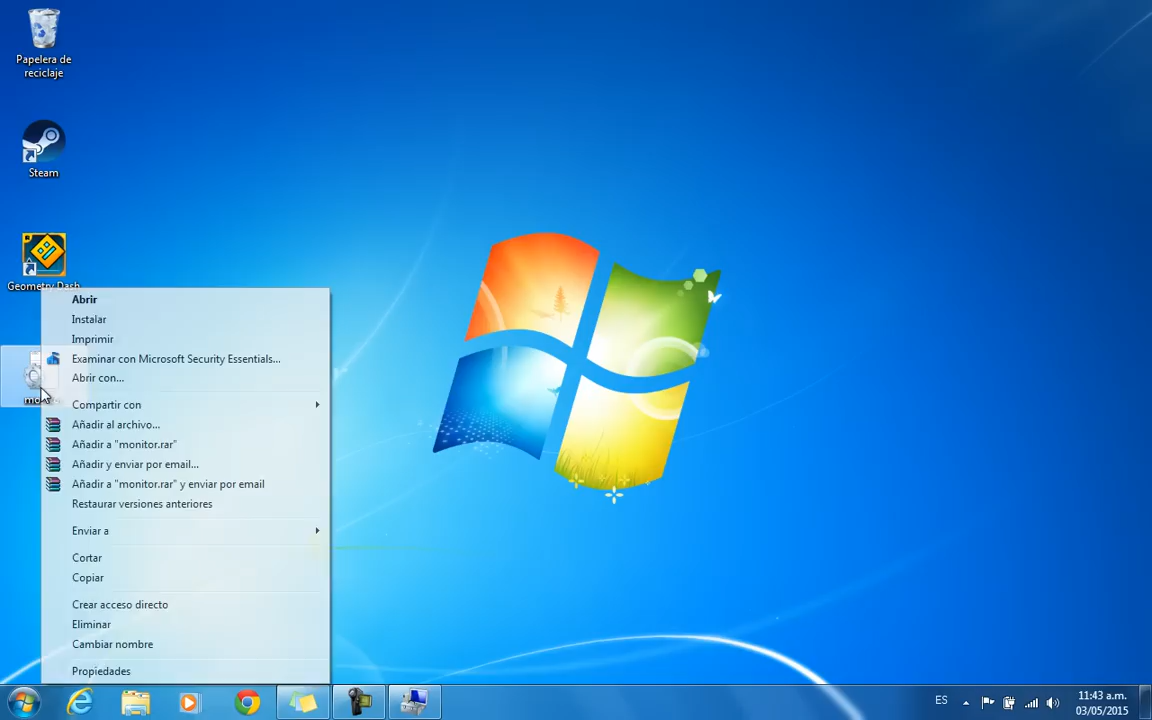 Papelera de
reciclaje
Steam
Geometry Dash
Abrir
Instalar
Imprimir
Examinar con Microsoft Security Essentials...
Abrir con...
Compartir con
Añadir al archivo...
Añadir a "monitor.rar"
Añadir y enviar por email...
Añadir a "monitor.rar" y enviar por email
Restaurar versiones anteriores
Enviar a
Cortar
Copiar
Crear acceso directo
Eliminar
Cambiar nombre
Propiedades
ES
11:43 a.m.
03/05/2015